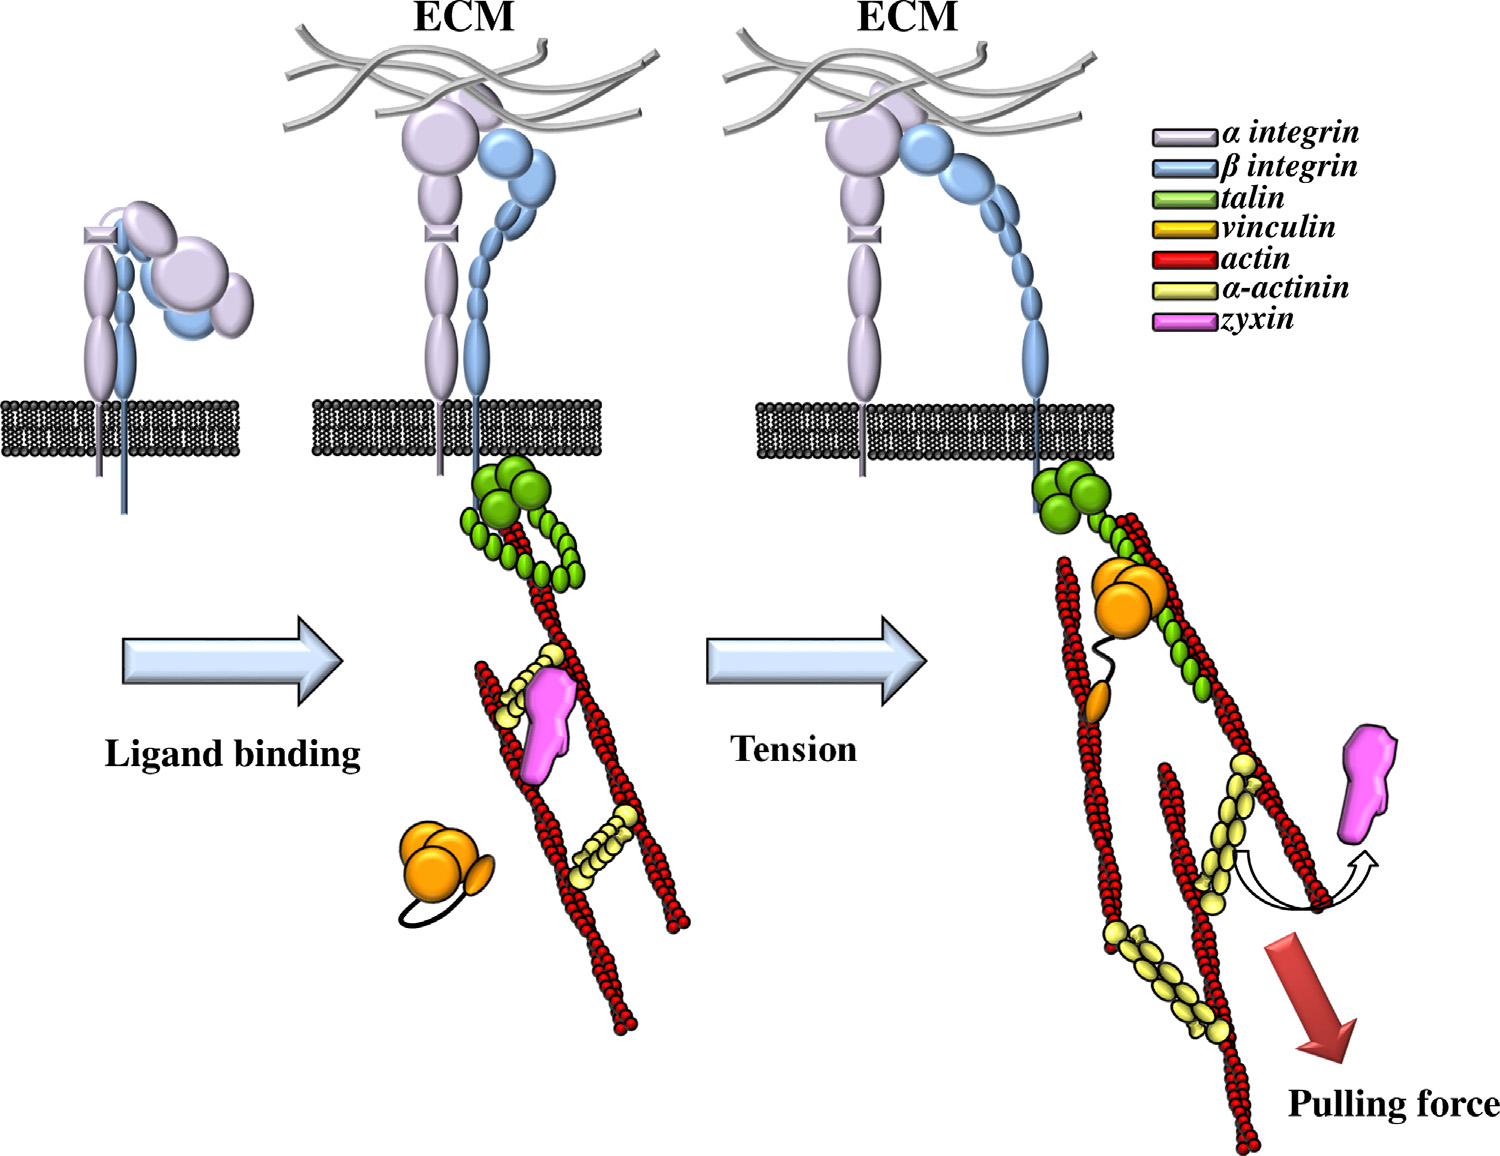 ECM
ECM
α integrin
β integrin
talin
vinculin
actin
α-actinin
zyxin
Ligand binding
Tension
Pulling force